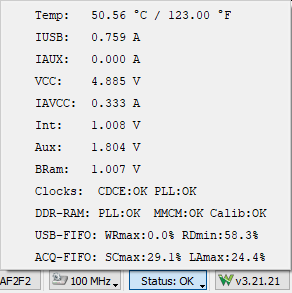 Temp: 50.56 °C / 123.00 °F
IUSB: 0.759 A
IAUX: 0.000 A
VCC: 4.885 V
IAVCC: 0.333 A
Int: 1.008 V
Aux: 1.804 V
BRam: 1.007 V
Clocks: CDCE:OK PLL:OK
DDR-RAM: PLL:OK MMCM:OK Calib:OK
USB-FIFO: WRmax:0.0% RDmin:58.3%
ACQ-FIFO: SCmax:29.1% LAmax:24.4%
AF2F2 100 MHz Status: OK v3.21.21